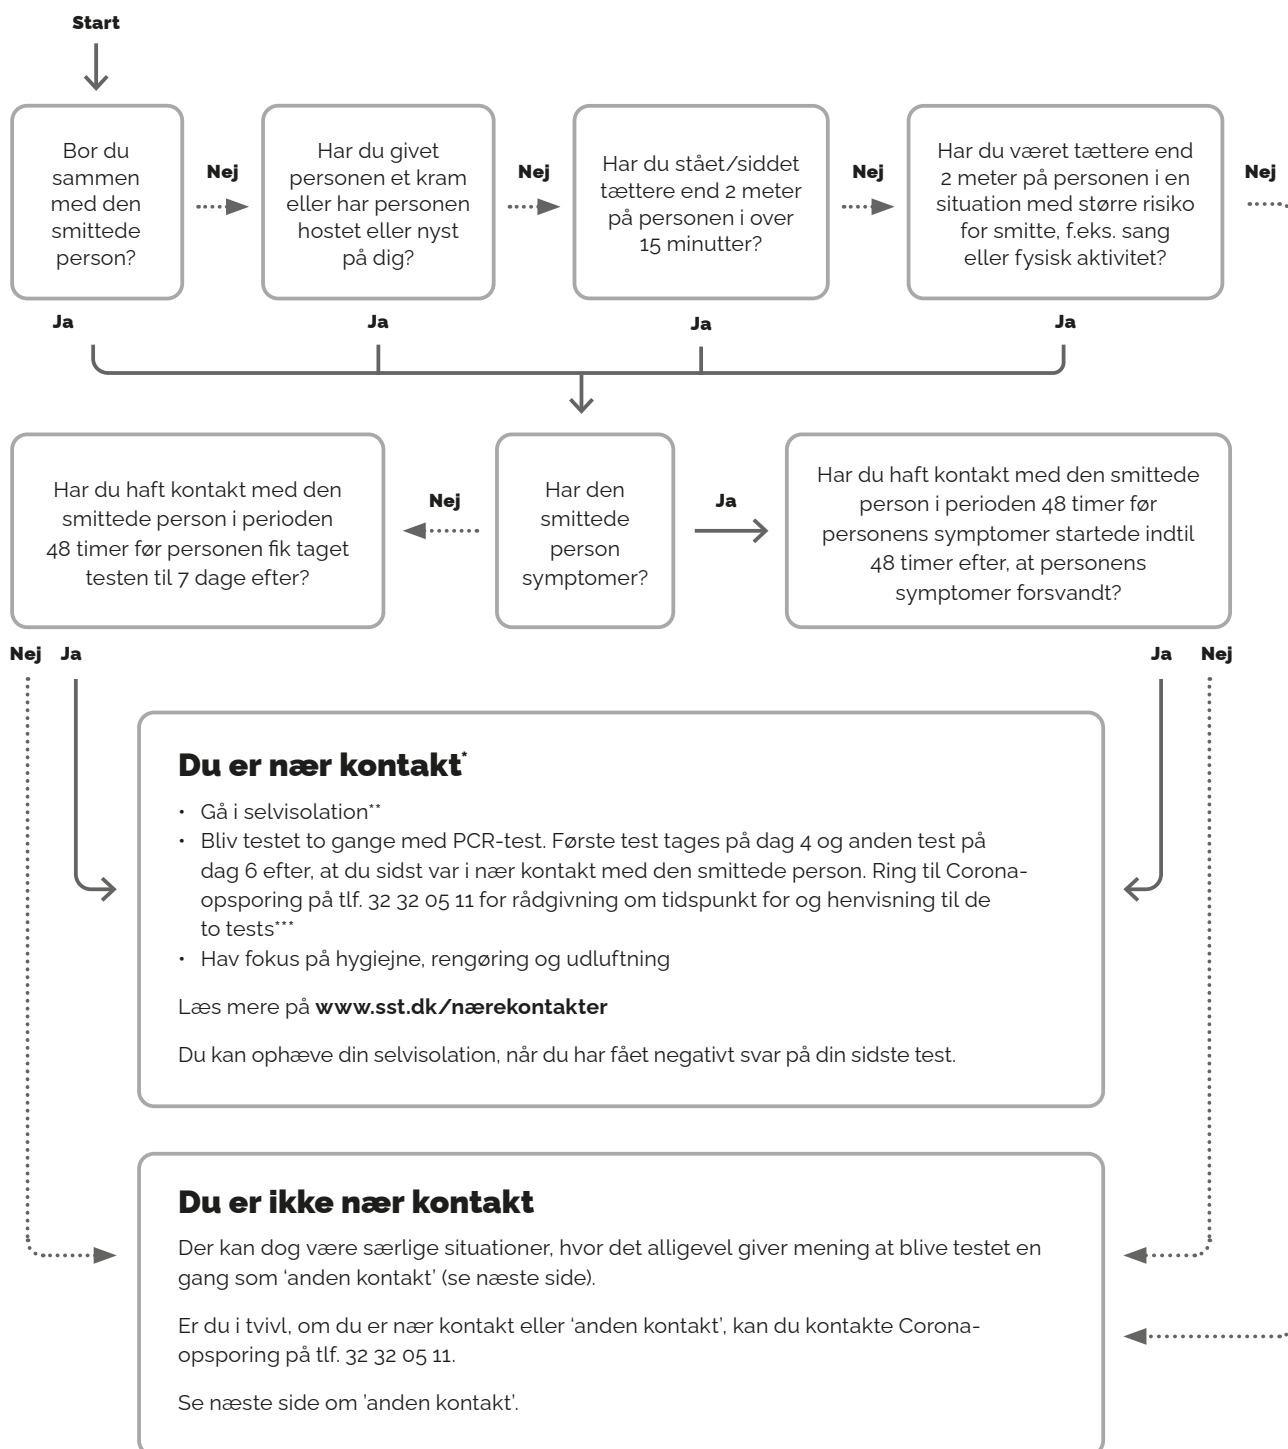 Start
Bor du
sammen
med den
smittede
person?
Nej
Har du givet
personen et kram
eller har personen
hostet eller nyst
på dig?
Nej
Har du stået/siddet
tættere end 2 meter
på personen i over
15 minutter?
Nej
Har du været tættere end
2 meter på personen i en
situation med større risiko
for smitte, f.eks. sang
eller fysisk aktivitet?
Nej
Ja
Ja
Ja
Ja
Har du haft kontakt med den
smittede person i perioden
48 timer før personen fik taget
testen til 7 dage efter?
Nej
Har den
smittede
person
symptomer?
Ja
Har du haft kontakt med den smittede
person i perioden 48 timer før
personens symptomer startede indtil
48 timer efter, at personens
symptomer forsvandt?
Nej Ja
Ja Nej
Du er nær kontakt*
• Gå i selvisolation**
• Bliv testet to gange med PCR-test. Første test tages på dag 4 og anden test på
dag 6 efter, at du sidst var i nær kontakt med den smittede person. Ring til Corona-
opsporing på tlf. 32 32 05 11 for rådgivning om tidspunkt for og henvisning til de
to tests***
• Hav fokus på hygiejne, rengøring og udluftning
Læs mere på www.sst.dk/nærekontakter
Du kan ophæve din selvisolation, når du har fået negativt svar på din sidste test.
Du er ikke nær kontakt
Der kan dog være særlige situationer, hvor det alligevel giver mening at blive testet en
gang som ‘anden kontakt’ (se næste side).
Er du i tvivl, om du er nær kontakt eller ‘anden kontakt’, kan du kontakte Corona-
opsporing på tlf. 32 32 05 11.
Se næste side om ’anden kontakt’.